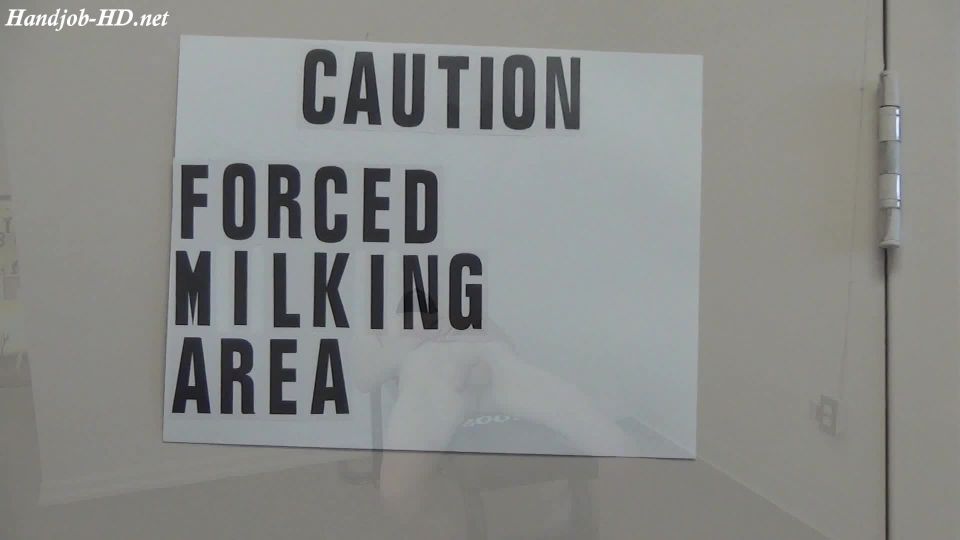 Handjob-HD.net
CAUTION
FORCED
MILKING
AREA